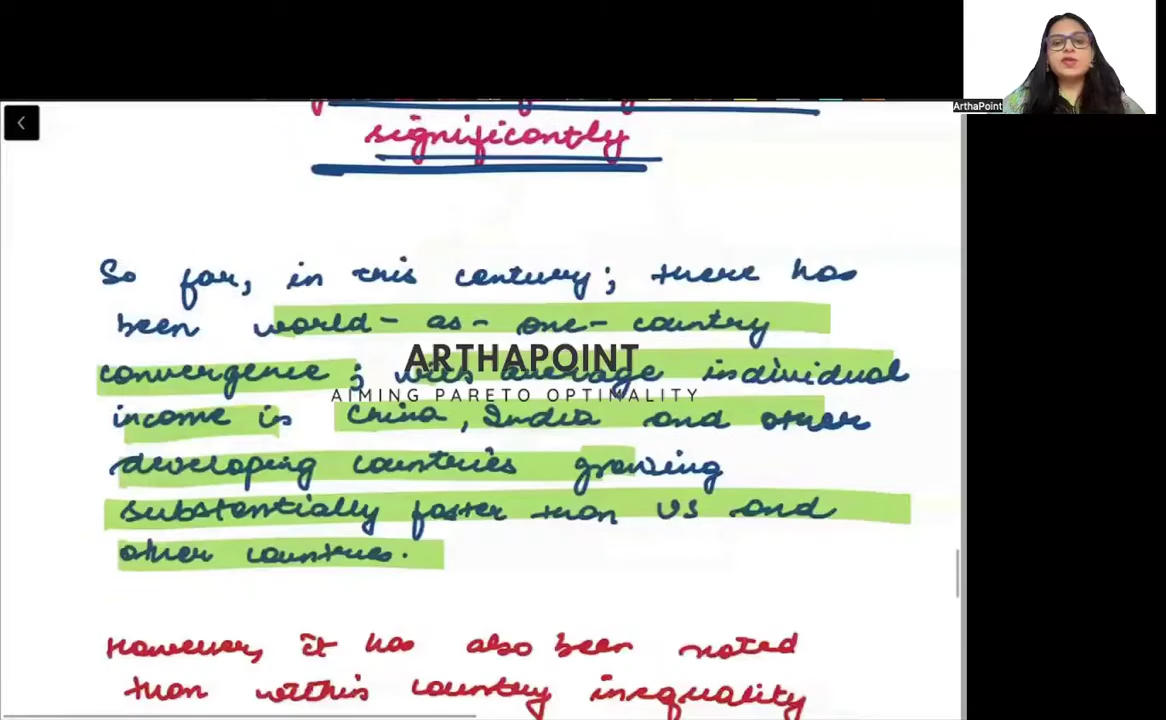 ArthaPoint
significantly
So far, in this century; there has
been world-as-one-country
convergence; with average individual
ARTHAPOINT
AIMING PARETO OPTIMALITY
income in China, India and other
developing countries growing
substantially faster than US and
other countries.
However, it has also been noted
than within country inequality